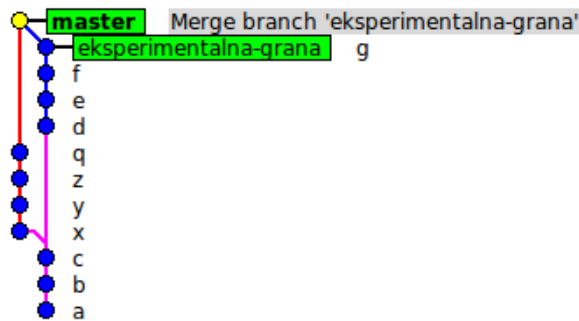 master Merge branch 'eksperimentalna-grana'
eksperimentalna-grana g
f
e
d
q
z
y
x
c
b
a